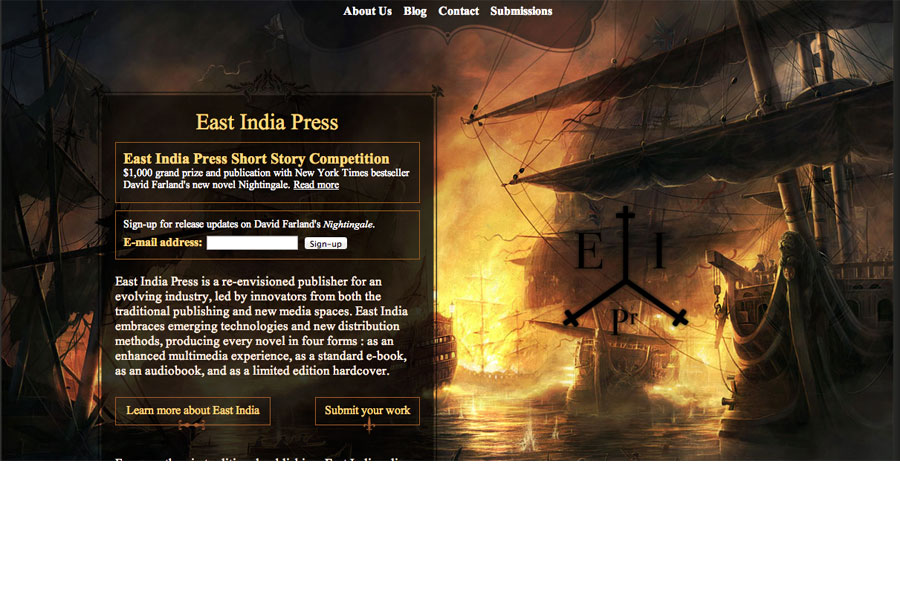 About Us Blog Contact Submissions
East India Press
East India Press Short Story Competition
$1,000 grand prize and publication with New York Times bestseller
David Farland's new novel Nightingale. Read more
Sign-up for release updates on David Farland's Nightingale.
E-mail address: Sign-up
East India Press is a re-envisioned publisher for an
evolving industry, led by innovators from both the
traditional publishing and new media spaces. East India
embraces emerging technologies and new distribution
methods, producing every novel in four forms : as an
enhanced multimedia experience, as a standard e-book,
as an audiobook, and as a limited edition hardcover.
Learn more about East India Submit your work
E I
Pr